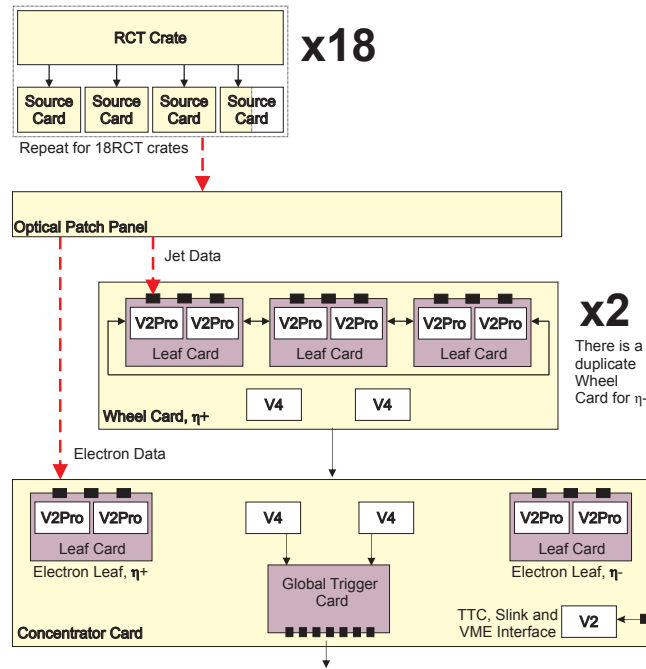 RCT Crate
x18
Source Card
Source Card
Source Card
Source Card
Repeat for 18RCT crates
Optical Patch Panel
Jet Data
V2Pro V2Pro
V2Pro V2Pro
V2Pro V2Pro
Leaf Card
Leaf Card
Leaf Card
x2
There is a
duplicate
Wheel
Card for η-
V4
V4
Wheel Card, η+
Electron Data
V2Pro V2Pro
Leaf Card
Electron Leaf, η+
V4
V4
Global Trigger
Card
V2Pro V2Pro
Leaf Card
Electron Leaf, η-
TTC, Slink and
VME Interface
V2
Concentrator Card